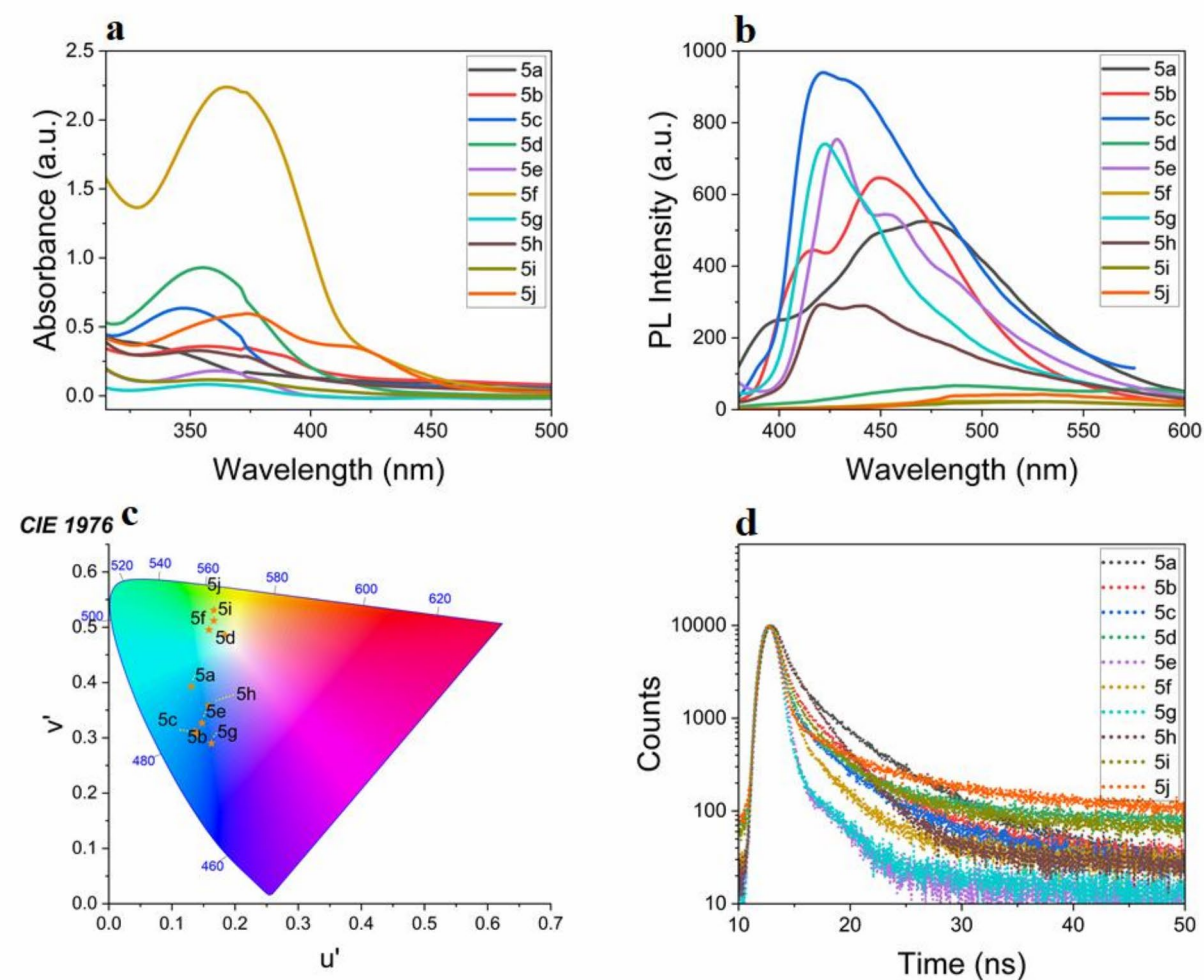 a
2.5
2.0
1.5
1.0
0.5
0.0
350
400
450
500
Absorbance (a.u.)
Wavelength (nm)
5a
5b
5c
5d
5e
5f
5g
5h
5i
5j
b
1000
800
600
400
200
0
400
450
500
550
600
PL Intensity (a.u.)
Wavelength (nm)
5a
5b
5c
5d
5e
5f
5g
5h
5i
5j
CIE 1976
c
0.6
0.5
0.4
0.3
0.2
0.1
0.0
0.0
0.1
0.2
0.3
0.4
0.5
0.6
0.7
v'
u'
520
540
560
580
600
620
500
480
460
5j
5i
5f
5d
5a
5h
5e
5c
5b
5g
d
10000
1000
100
10
10
20
30
40
50
Counts
Time (ns)
5a
5b
5c
5d
5e
5f
5g
5h
5i
5j